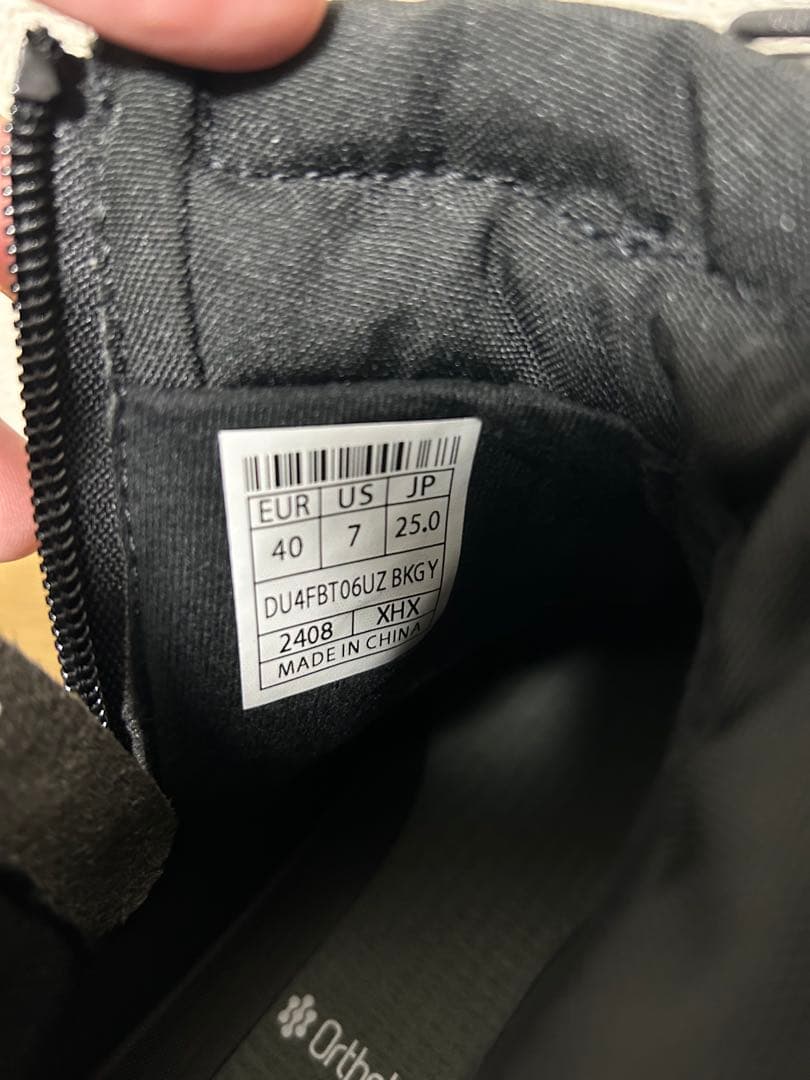 EUR US JP
40 7 25.0
DU4FBT06UZ BKGY
2408 XHX
MADE IN CHINA